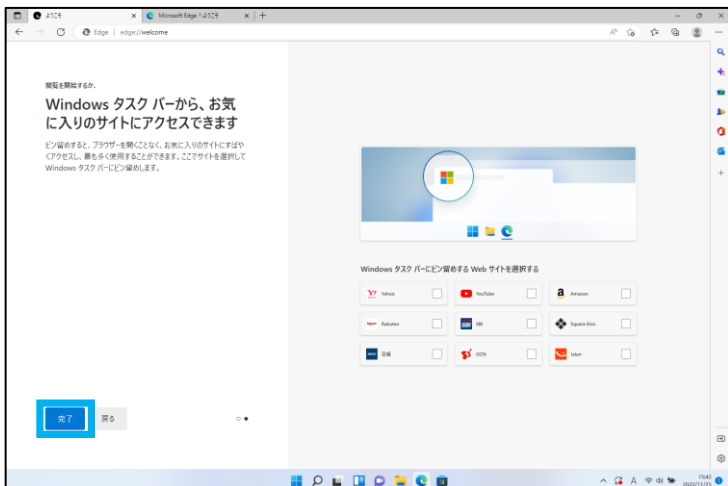 ようこそ
Microsoft Edge へようこそ
Edge | edge://welcome
閲覧を開始するか、
Windows タスク バーから、お気
に入りのサイトにアクセスできます
ピン留めすると、ブラウザーを開くことなく、お気に入りのサイトにすばや
くアクセスし、最も多く使用することができます。ここでサイトを選択して
Windows タスク バーにピン留めします。
Windows タスク バーにピン留めする Web サイトを選択する
Yahoo
YouTube
Amazon
Rakuten
SBI
Square Enix
OCN
Jalan
完了
戻る
A
15:42
2022/11/25